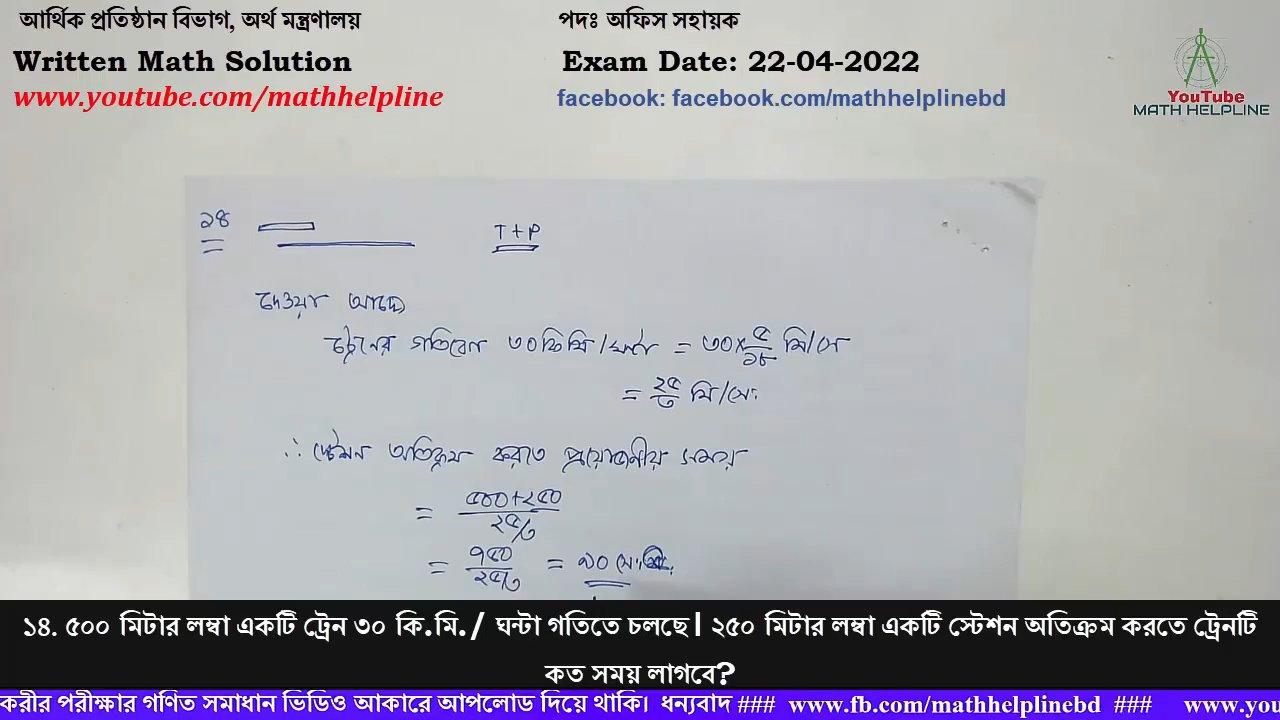 আর্থিক প্রতিষ্ঠান বিভাগ, অর্থ মন্ত্রণালয়
পদঃ অফিস সহায়ক
Written Math Solution
Exam Date: 22-04-2022
www.youtube.com/mathhelpline
facebook: facebook.com/mathhelplinebd
YouTube
MATH HELPLINE
১৪
T + P
দেওয়া আছে
ট্রেনের গতিবেগ ৩০ কিমি/ঘন্টা = ৩০×৫/১৮ মি/সে
= ২৫/৩ মি/সেঃ
∴ স্টেশন অতিক্রম করতে প্রয়োজনীয় সময়
= ৫০০+২৫০/২৫/৩
= ৭৫০/২৫/৩ = ৯০ সেঃ
১৪. ৫০০ মিটার লম্বা একটি ট্রেন ৩০ কি.মি./ ঘন্টা গতিতে চলছে। ২৫০ মিটার লম্বা একটি স্টেশন অতিক্রম করতে ট্রেনটি
কত সময় লাগবে?
করীর পরীক্ষার গণিত সমাধান ভিডিও আকারে আপলোড দিয়ে থাকি। ধন্যবাদ ### www.fb.com/mathhelplinebd ### www.you